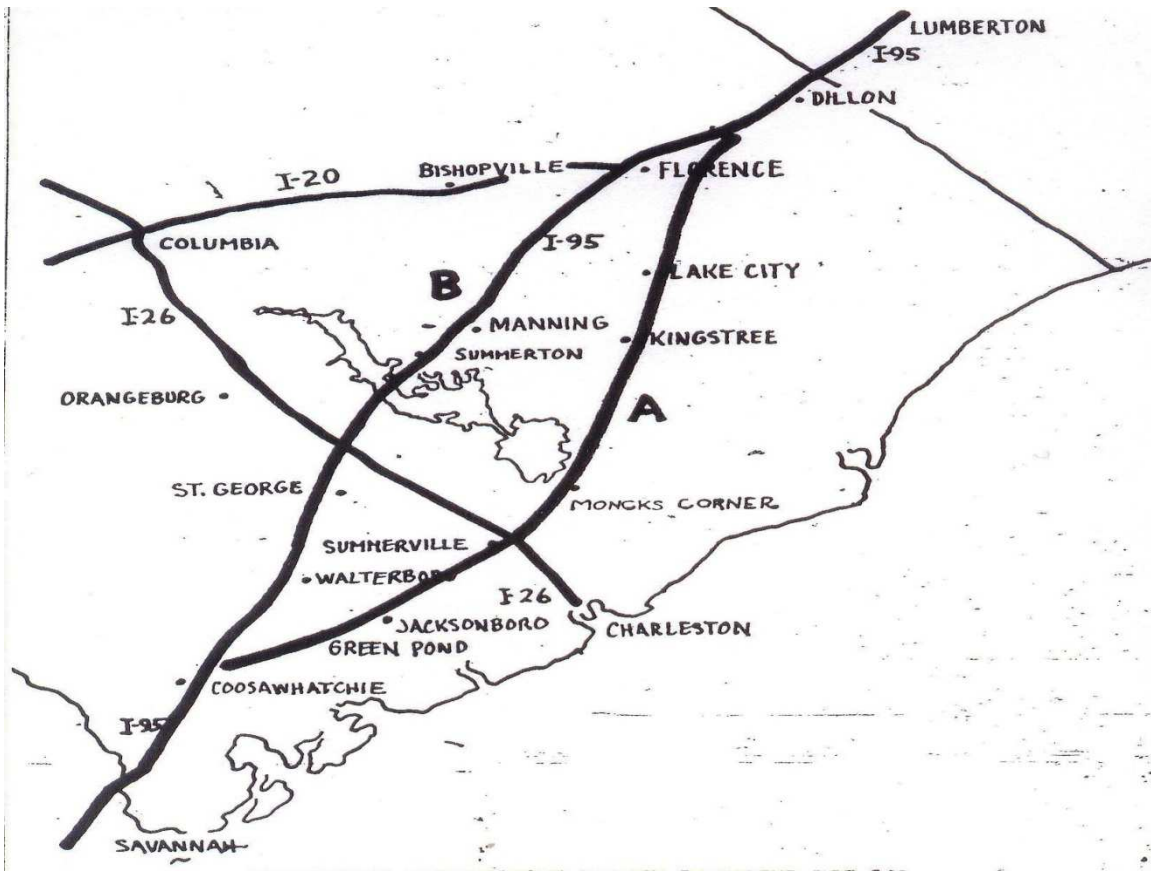 LUMBERTON
I-95
DILLON
BISHOPVILLE
FLORENCE
I-20
COLUMBIA
I-95
LAKE CITY
B
I-26
MANNING
KINGSTREE
SUMMERTON
ORANGEBURG
A
ST. GEORGE
MONCKS CORNER
SUMMERVILLE
WALTERBORO
I-26
JACKSONBORO
CHARLESTON
GREEN POND
COOSAWHATCHIE
I-95
SAVANNAH